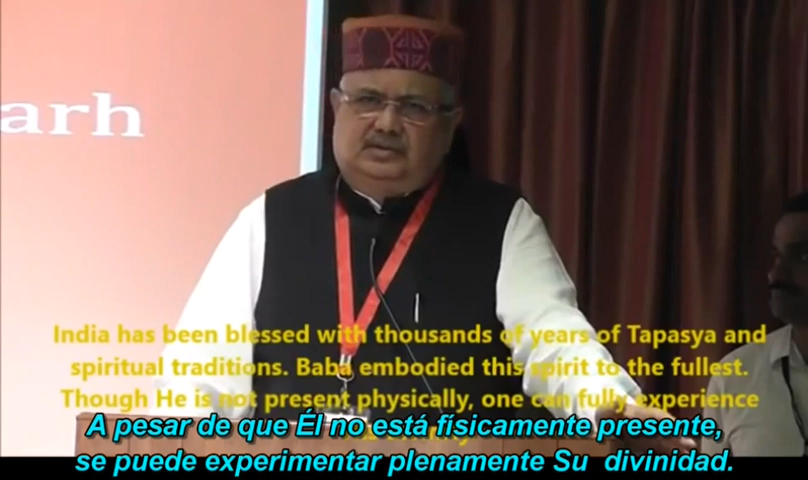 arh
India has been blessed with thousands of years of Tapasya and
spiritual traditions. Baba embodied this spirit to the fullest.
Though He is not present physically, one can fully experience
A pesar de que Él no está físicamente presente,
se puede experimentar plenamente Su divinidad.